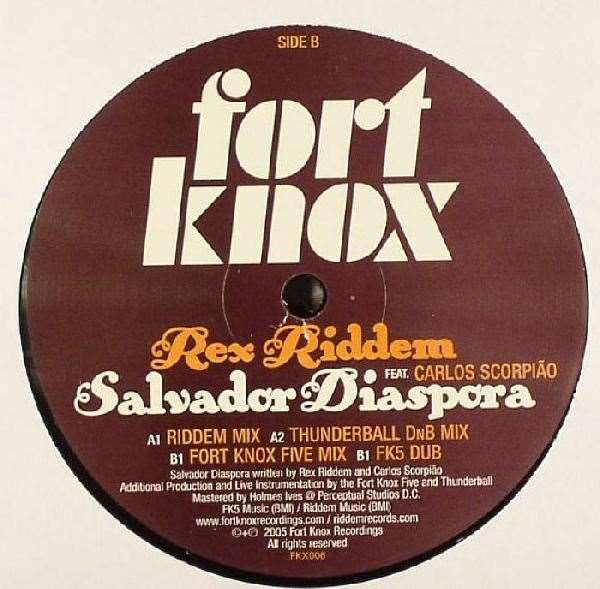 SIDE B
fort
knox
Rex Riddem
FEAT. CARLOS SCORPIÃO
Salvador Diaspora
A1 RIDDEM MIX A2 THUNDERBALL DnB MIX
B1 FORT KNOX FIVE MIX B1 FK5 DUB
Salvador Diaspora written by Rex Riddem and Carlos Scorpião
Additional Production and Live Instrumentation by the Fort Knox Five and Thunderball
Mastered by Holmes Ives @ Perceptual Studios D.C.
FK5 Music (BMI) / Riddem Music (BMI)
www.fortknoxrecordings.com / riddemrecords.com
©+℗ 2005 Fort Knox Recordings
All rights reserved
FKX006